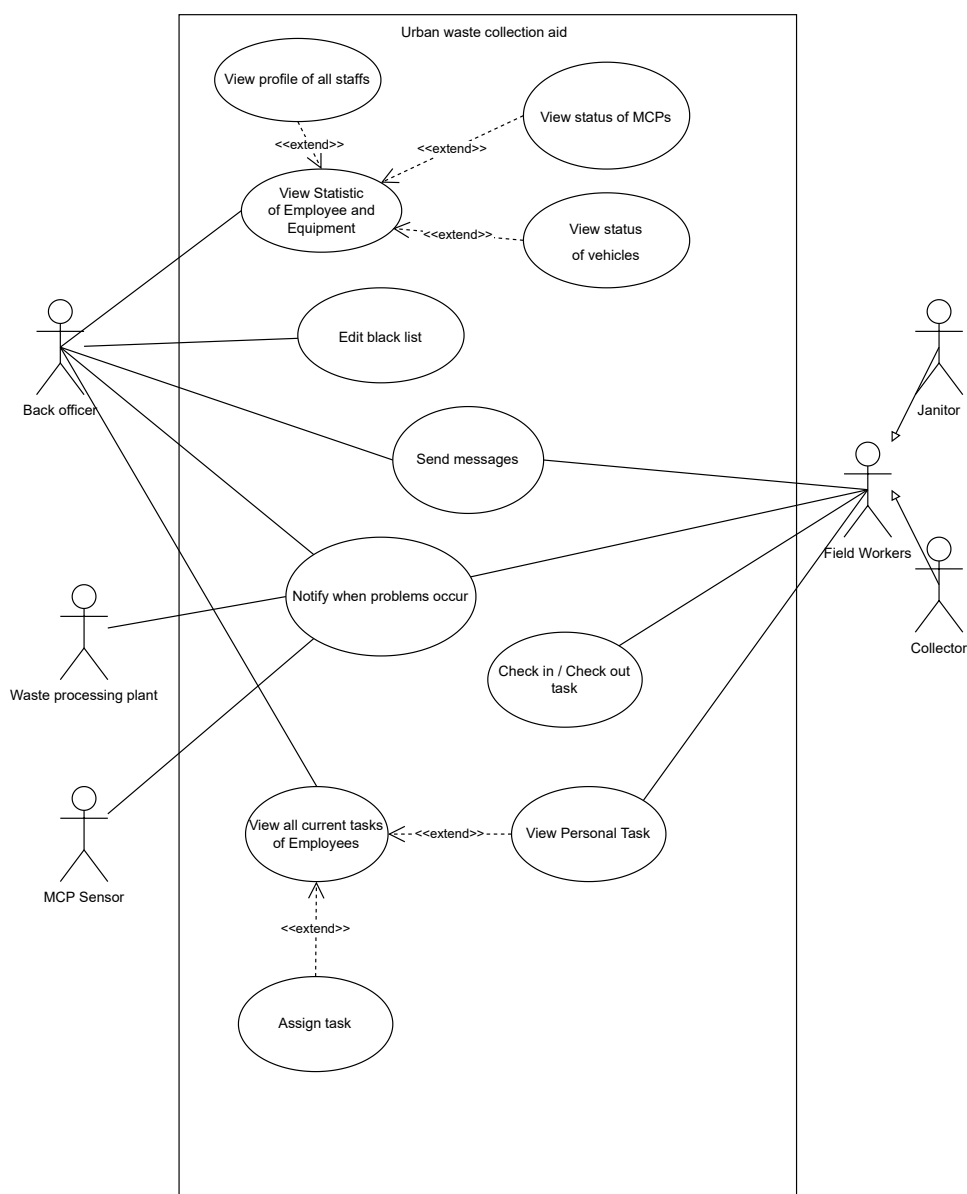 Urban waste collection aid
View profile of all staffs
View status of MCPs
<<extend>>
<<extend>>
View Statistic
of Employee and
Equipment
<<extend>>
View status
of vehicles
Edit black list
Back officer
Janitor
Send messages
Field Workers
Notify when problems occur
Collector
Waste processing plant
Check in / Check out
task
View all current tasks
of Employees
<<extend>>
View Personal Task
MCP Sensor
<<extend>>
Assign task